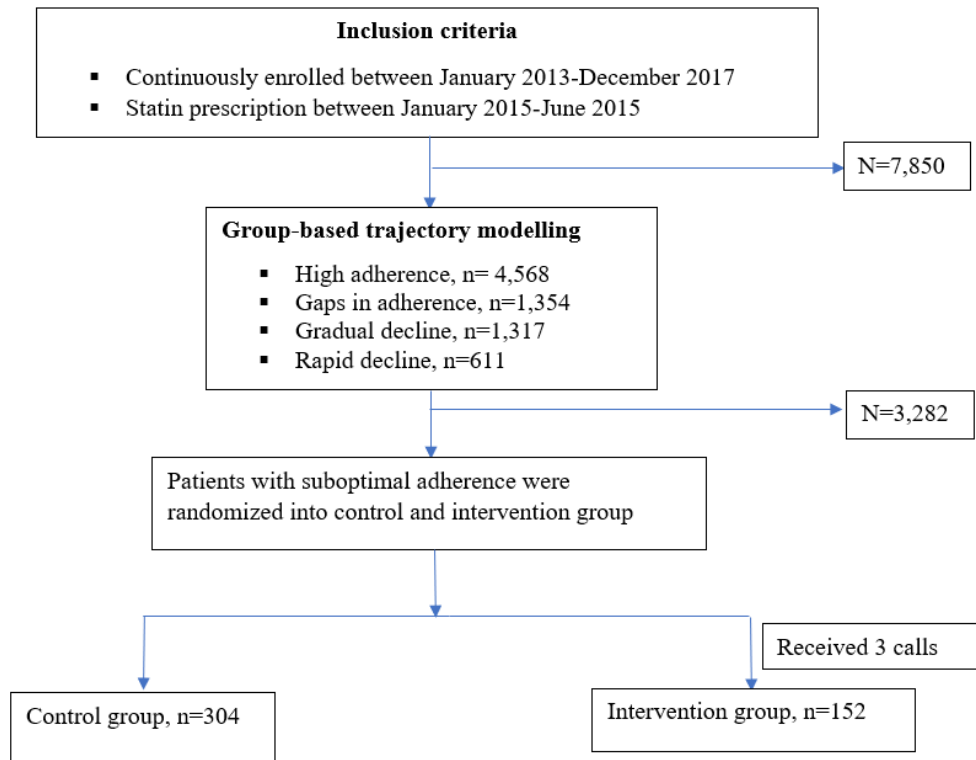 Inclusion criteria
▪ Continuously enrolled between January 2013-December 2017
▪ Statin prescription between January 2015-June 2015
N=7,850
Group-based trajectory modelling
▪ High adherence, n= 4,568
▪ Gaps in adherence, n=1,354
▪ Gradual decline, n=1,317
▪ Rapid decline, n=611
N=3,282
Patients with suboptimal adherence were
randomized into control and intervention group
Received 3 calls
Control group, n=304
Intervention group, n=152